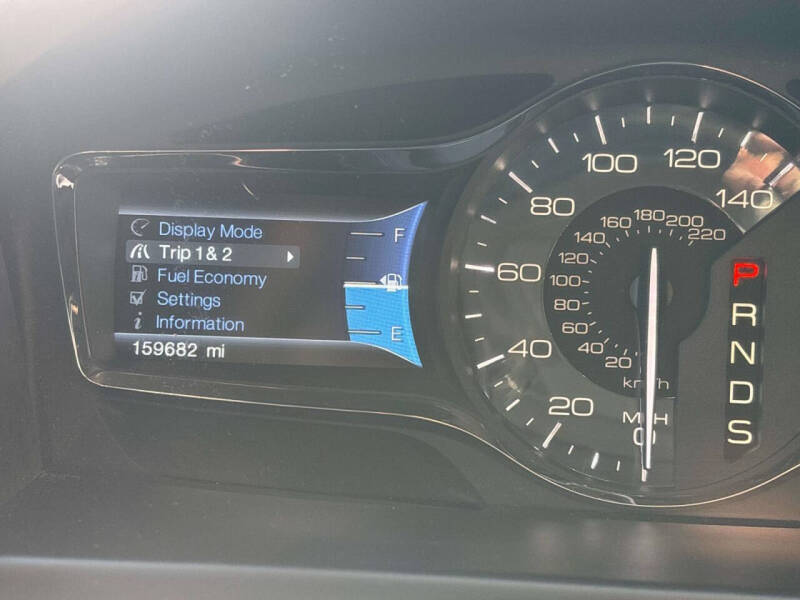 Display Mode
Trip 1 & 2
Fuel Economy
Settings
i Information
159682 mi
F
E
0
20
40
60
80
100
120
140
MPH
20
40
60
80
100
120
140
160
180
200
220
km/h
P
R
N
D
S